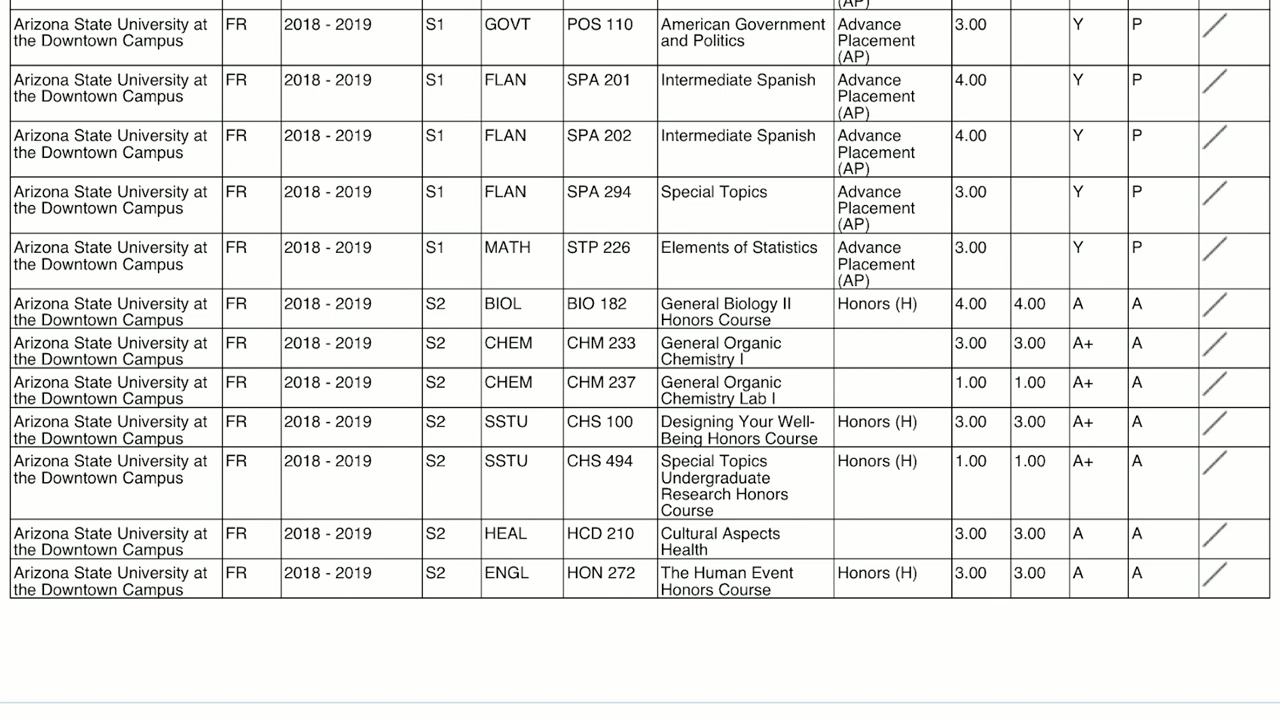 (AP)
Arizona State University at FR 2018 - 2019 S1 GOVT POS 110 American Government Advance 3.00 Y P
the Downtown Campus and Politics Placement
(AP)
Arizona State University at FR 2018 - 2019 S1 FLAN SPA 201 Intermediate Spanish Advance 4.00 Y P
the Downtown Campus Placement
(AP)
Arizona State University at FR 2018 - 2019 S1 FLAN SPA 202 Intermediate Spanish Advance 4.00 Y P
the Downtown Campus Placement
(AP)
Arizona State University at FR 2018 - 2019 S1 FLAN SPA 294 Special Topics Advance 3.00 Y P
the Downtown Campus Placement
(AP)
Arizona State University at FR 2018 - 2019 S1 MATH STP 226 Elements of Statistics Advance 3.00 Y P
the Downtown Campus Placement
(AP)
Arizona State University at FR 2018 - 2019 S2 BIOL BIO 182 General Biology II Honors (H) 4.00 4.00 A A
the Downtown Campus Honors Course
Arizona State University at FR 2018 - 2019 S2 CHEM CHM 233 General Organic 3.00 3.00 A+ A
the Downtown Campus Chemistry I
Arizona State University at FR 2018 - 2019 S2 CHEM CHM 237 General Organic 1.00 1.00 A+ A
the Downtown Campus Chemistry Lab I
Arizona State University at FR 2018 - 2019 S2 SSTU CHS 100 Designing Your Well- Honors (H) 3.00 3.00 A+ A
the Downtown Campus Being Honors Course
Arizona State University at FR 2018 - 2019 S2 SSTU CHS 494 Special Topics Honors (H) 1.00 1.00 A+ A
the Downtown Campus Undergraduate
Research Honors
Course
Arizona State University at FR 2018 - 2019 S2 HEAL HCD 210 Cultural Aspects 3.00 3.00 A A
the Downtown Campus Health
Arizona State University at FR 2018 - 2019 S2 ENGL HON 272 The Human Event Honors (H) 3.00 3.00 A A
the Downtown Campus Honors Course